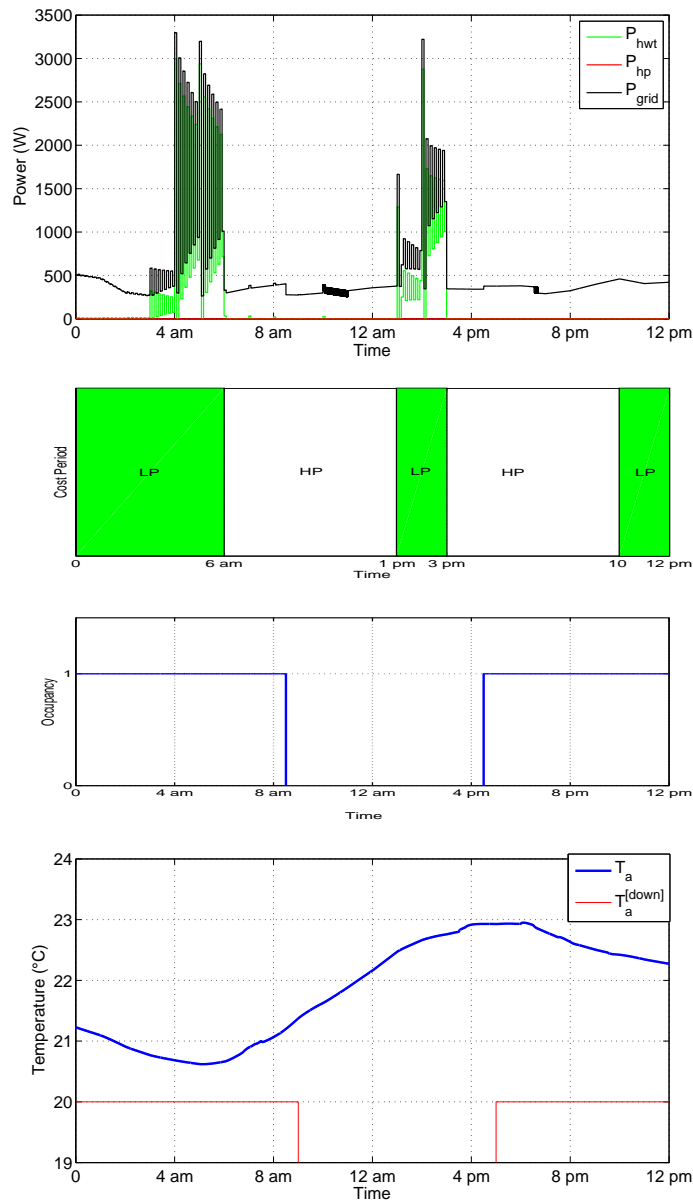 3500
3000
2500
2000
1500
1000
500
0
Power (W)
P_hwt
P_hp
P_grid
0 4 am 8 am 12 am 4 pm 8 pm 12 pm
Time
Cost Period
LP HP LP HP LP
0 6 am 1 pm 3 pm 10 12 pm
Time
1
0
Occupancy
0 4 am 8 am 12 am 4 pm 8 pm 12 pm
Time
24
23
22
21
20
19
Temperature (°C)
T_a
T_a^[down]
0 4 am 8 am 12 am 4 pm 8 pm 12 pm
Time